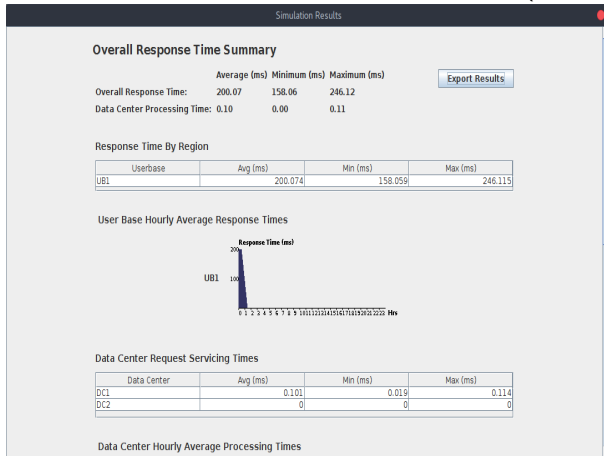 Simulation Results
Overall Response Time Summary
Average (ms) Minimum (ms) Maximum (ms)
Export Results
Overall Response Time: 200.07 158.06 246.12
Data Center Processing Time: 0.10 0.00 0.11
Response Time By Region
Userbase Avg (ms) Min (ms) Max (ms)
UB1 200.074 158.059 246.115
User Base Hourly Average Response Times
Response Time (ms)
200
UB1 100
0 1 2 3 4 5 6 7 8 9 10 11 12 13 14 15 16 17 18 19 20 21 22 23 Hrs
Data Center Request Servicing Times
Data Center Avg (ms) Min (ms) Max (ms)
DC1 0.101 0.019 0.114
DC2 0 0 0
Data Center Hourly Average Processing Times